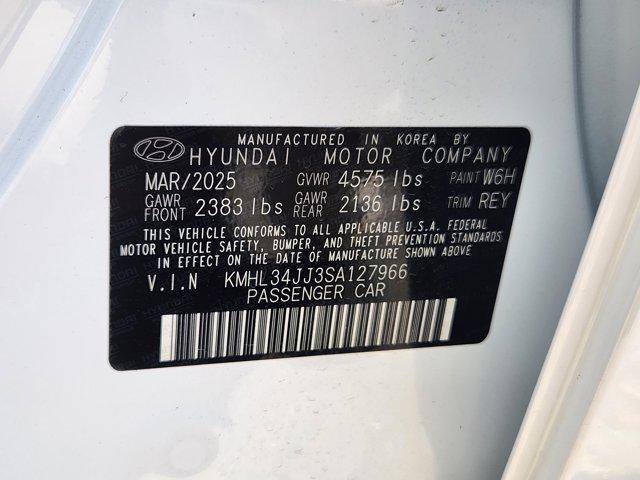 MANUFACTURED IN KOREA BY
HYUNDAI MOTOR COMPANY
MAR/2025 GVWR 4575 lbs PAINT W6H
GAWR FRONT 2383 lbs GAWR REAR 2136 lbs TRIM REY
THIS VEHICLE CONFORMS TO ALL APPLICABLE U.S.A. FEDERAL
MOTOR VEHICLE SAFETY, BUMPER, AND THEFT PREVENTION STANDARDS
IN EFFECT ON THE DATE OF MANUFACTURE SHOWN ABOVE.
V.I.N KMHL34JJ3SA127966
PASSENGER CAR